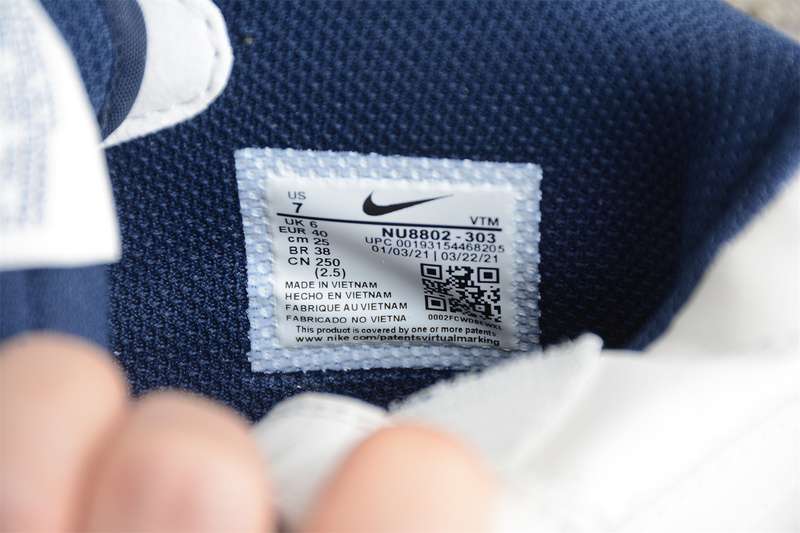 US
7
VTM
UK 6
EUR 40
cm 25
BR 38
CN 250
(2.5)
NU8802 - 303
UPC 00193154468205
01/03/21 | 03/22/21
MADE IN VIETNAM
HECHO EN VIETNAM
FABRIQUE AU VIETNAM
FABRICADO NO VIETNA
This product is covered by one or more patents
www.nike.com/patentsvirtualmarking